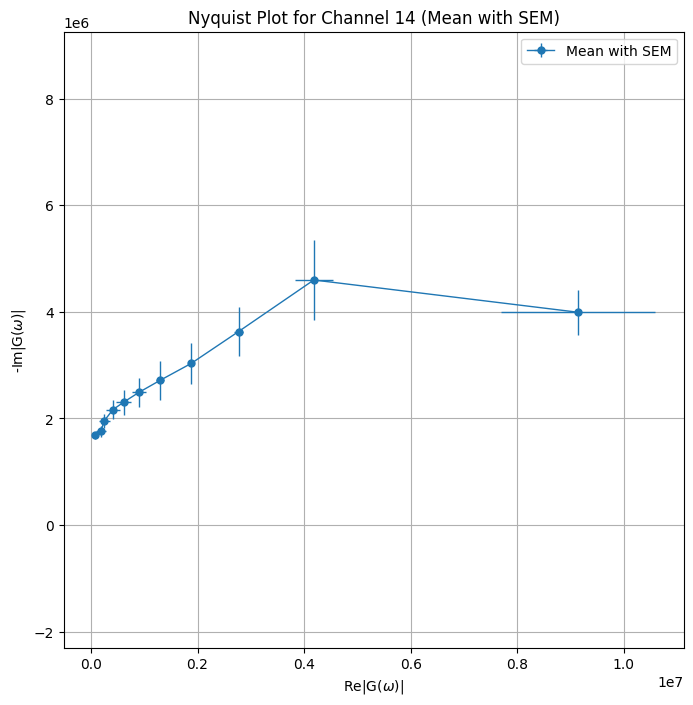 Nyquist Plot for Channel 14 (Mean with SEM)
1e6
Mean with SEM
8
6
4
2
0
−2
-Im|G(ω)|
0.0 0.2 0.4 0.6 0.8 1.0
1e7
Re|G(ω)|